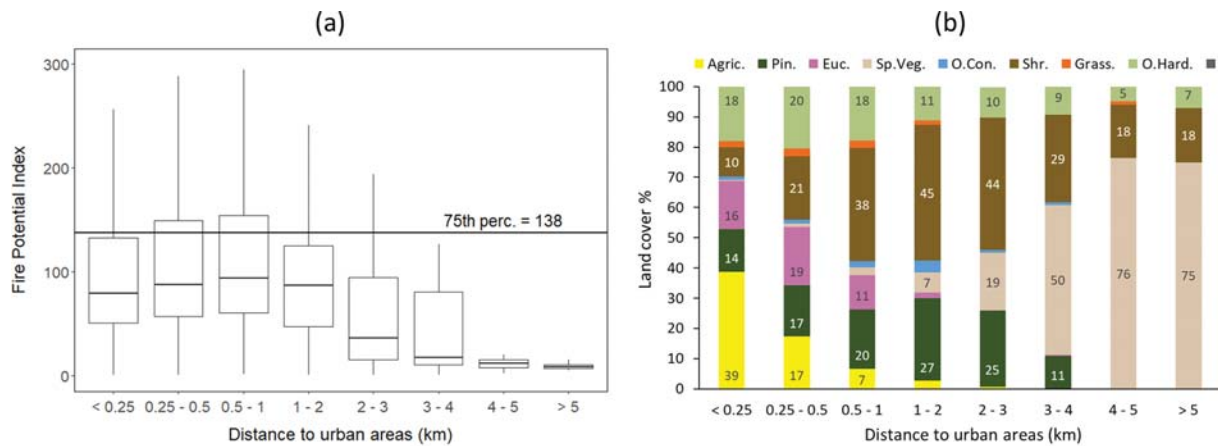 (a)
300
200
100
0
Fire Potential Index
75th perc. = 138
< 0.25 0.25 - 0.5 0.5 - 1 1 - 2 2 - 3 3 - 4 4 - 5 > 5
Distance to urban areas (km)
(b)
Agric. Pin. Euc. Sp.Veg. O.Con. Shr. Grass. O.Hard.
100
90
80
70
60
50
40
30
20
10
0
Land cover %
18 20 18 11 10 9 5 7
10 21 38 45 44 29 18 18
16 19 11 7 19 50 76 75
14 17 20 27 25 11
39 17 7
< 0.25 0.25 - 0.5 0.5 - 1 1 - 2 2 - 3 3 - 4 4 - 5 > 5
Distance to urban areas (km)